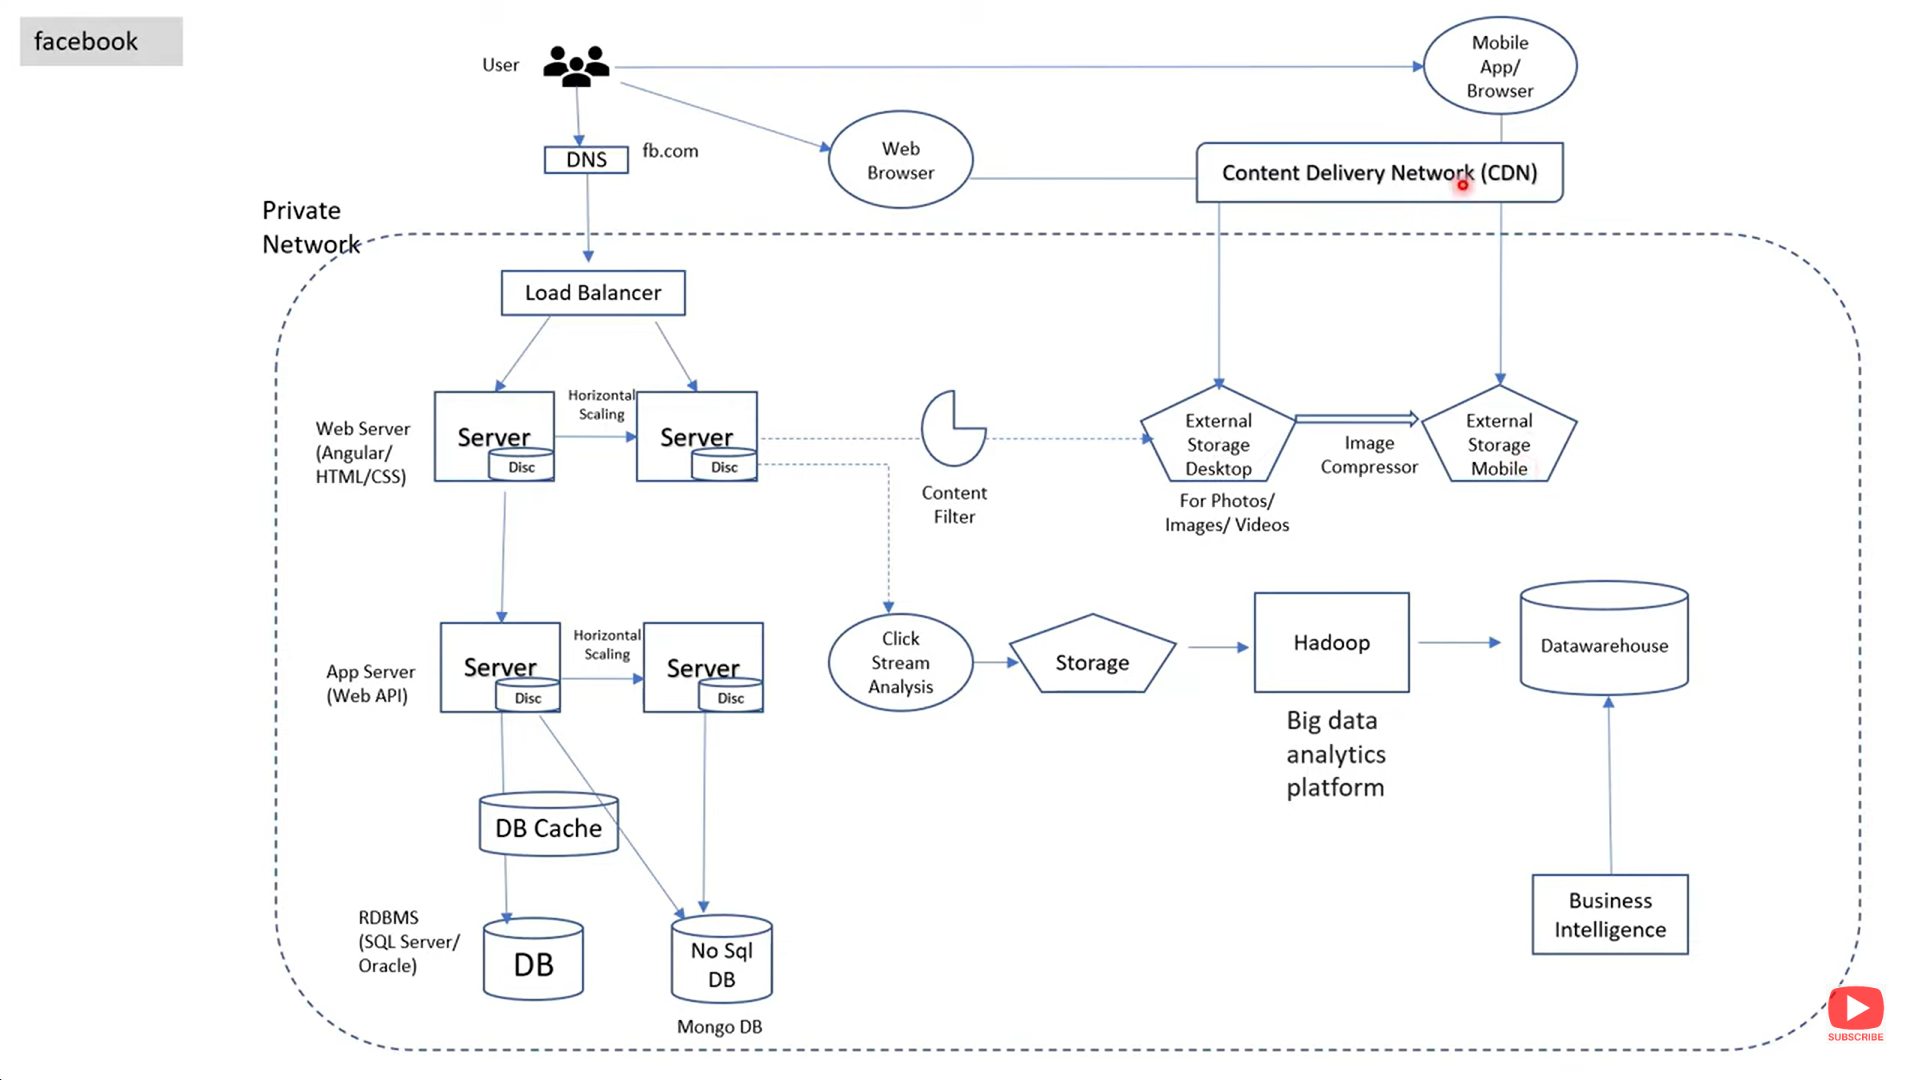 facebook
User
Mobile
App/
Browser
DNS
fb.com
Web
Browser
Content Delivery Network (CDN)
Private
Network
Load Balancer
Web Server
(Angular/
HTML/CSS)
Server
Disc
Horizontal
Scaling
Server
Disc
Content
Filter
External
Storage
Desktop
For Photos/
Images/ Videos
Image
Compressor
External
Storage
Mobile
App Server
(Web API)
Server
Disc
Horizontal
Scaling
Server
Disc
Click
Stream
Analysis
Storage
Hadoop
Big data
analytics
platform
Datawarehouse
DB Cache
RDBMS
(SQL Server/
Oracle)
DB
No Sql
DB
Mongo DB
Business
Intelligence
SUBSCRIBE